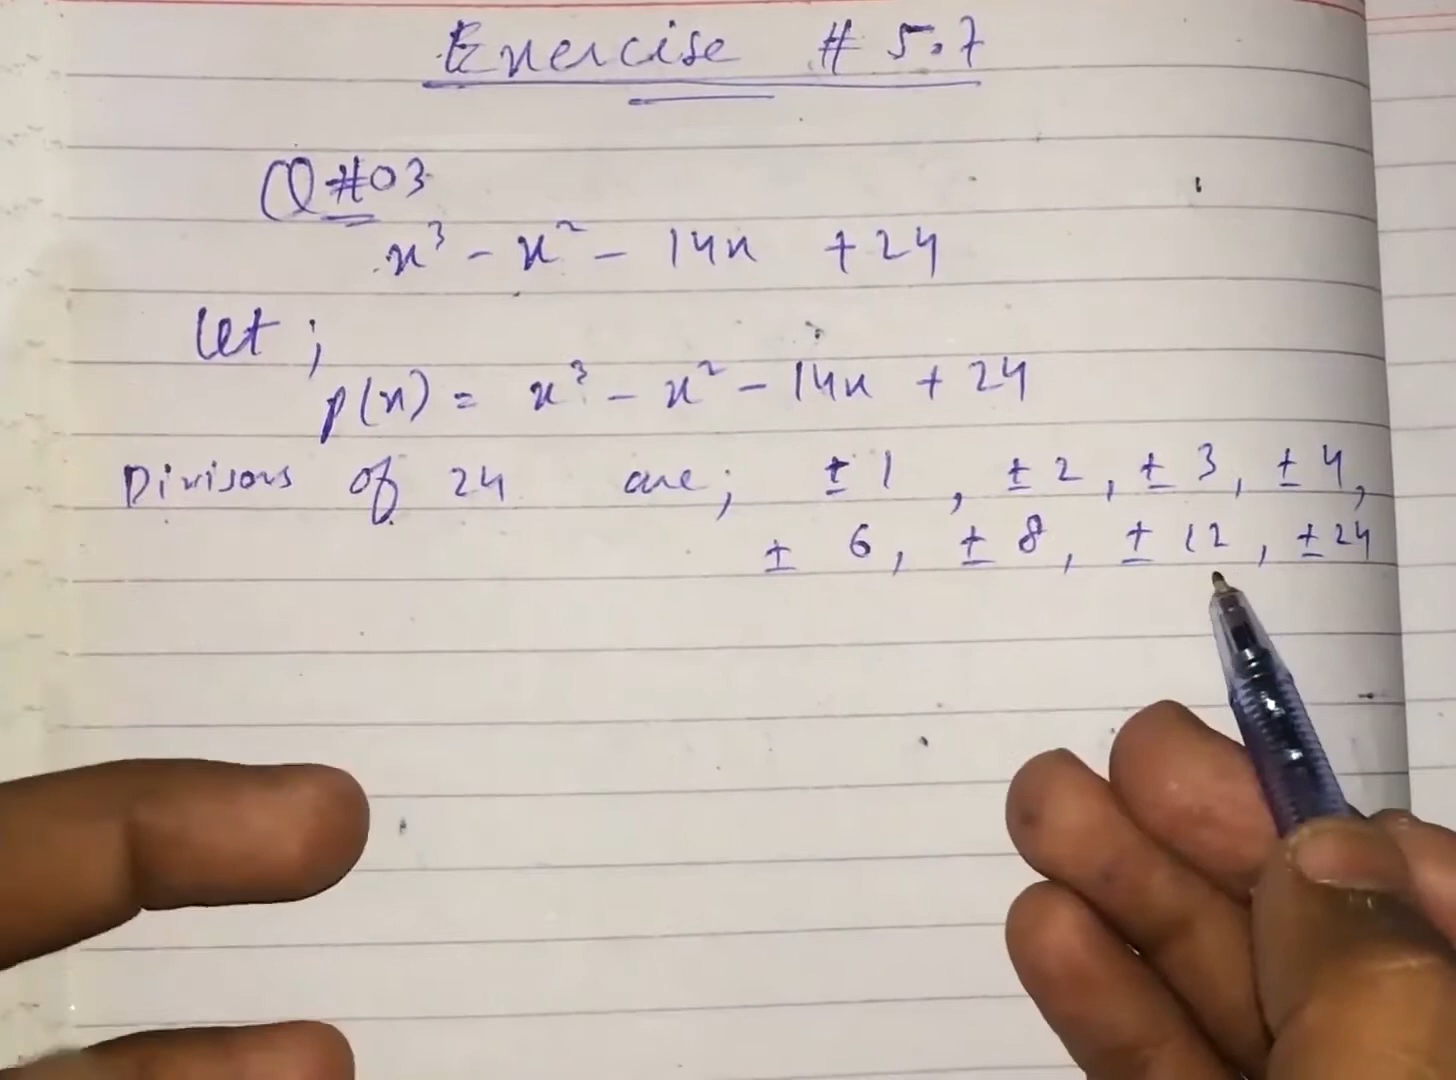 Exercise # 5.7
Q#03
x³ - x² - 14x + 24
let ;
p(x) = x³ - x² - 14x + 24
Divisors of 24 are; ± 1 , ± 2 , ± 3 , ± 4 ,
± 6 , ± 8 , ± 12 , ± 24